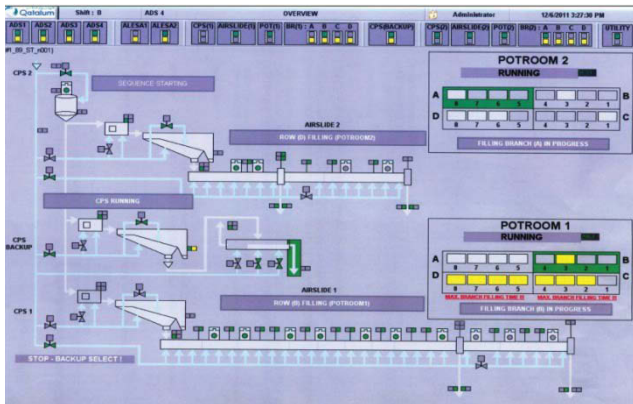 Qatalum Shift : B ADS 4 OVERVIEW Administrator 12/6/2011 3:27:30 PM
ADS1 ADS2 ADS3 ADS4 ALESA1 ALESA2 CPS(1) AIRSLIDE(1) POT(1) BR(1) : A B C D CPS(BACKUP) CPS(2) AIRSLIDE(2) POT(2) BR(2) : A B C D UTILITY
CPS 2
SEQUENCE STARTING
POTROOM 2
RUNNING
A B
8 7 6 5 4 3 2 1
D C
8 7 6 5 4 3 2 1
FILLING BRANCH (A) IN PROGRESS
AIRSLIDE 2
ROW (D) FILLING (POTROOM2)
CPS RUNNING
CPS
BACKUP
POTROOM 1
RUNNING
A B
8 7 6 5 4 3 2 1
D C
8 7 6 5 4 3 2 1
MAX. BRANCH FILLING TIME D MAX. BRANCH FILLING TIME D
FILLING BRANCH (B) IN PROGRESS
AIRSLIDE 1
ROW (B) FILLING (POTROOM1)
CPS 1
STOP - BACKUP SELECT !